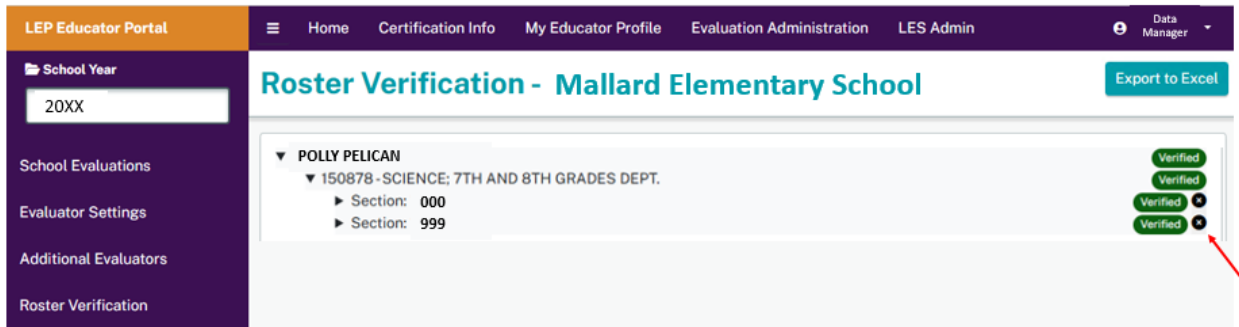 LEP Educator Portal
Home Certification Info My Educator Profile Evaluation Administration LES Admin
Data
Manager
School Year
20XX
Roster Verification - Mallard Elementary School
Export to Excel
School Evaluations
Evaluator Settings
Additional Evaluators
Roster Verification
POLLY PELICAN Verified
150878 - SCIENCE; 7TH AND 8TH GRADES DEPT. Verified
Section: 000 Verified
Section: 999 Verified